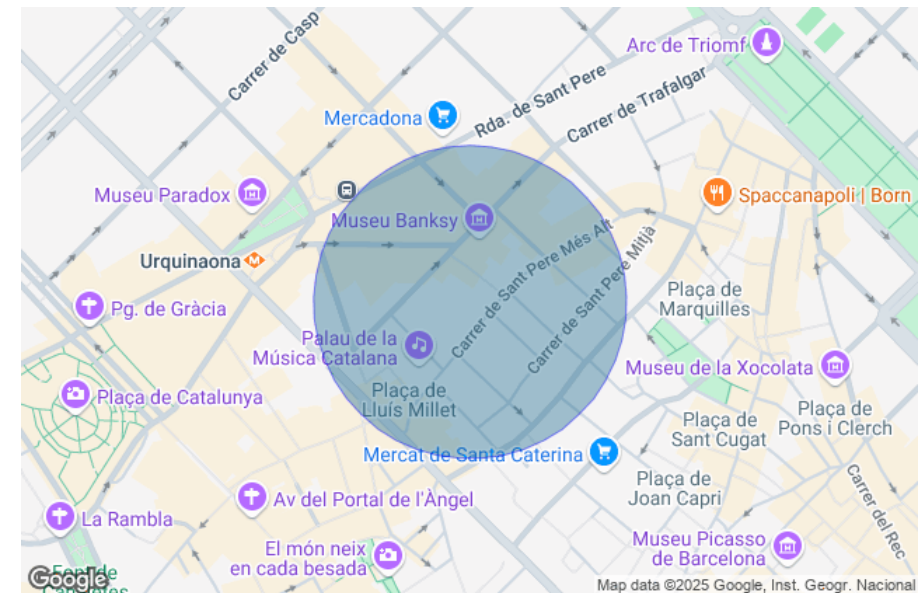 Arc de Triomf
Carrer de Casp
Rda. de Sant Pere
Carrer de Trafalgar
Mercadona
Museu Paradox
Museu Banksy
Spaccanapoli | Born
Urquinaona
Carrer de Sant Pere Més Alt
Carrer de Sant Pere Mitjà
Plaça de
Marquilles
Pg. de Gràcia
Palau de la
Música Catalana
Museu de la Xocolata
Plaça de Catalunya
Plaça de
Lluís Millet
Plaça de
Sant Cugat
Plaça de
Pons i Clerch
Mercat de Santa Caterina
Plaça de
Joan Capri
Carrer del Rec
Av del Portal de l'Àngel
La Rambla
El món neix
en cada besada
Museu Picasso
de Barcelona
Font de
Canaletes
Google
Map data ©2025 Google, Inst. Geogr. Nacional